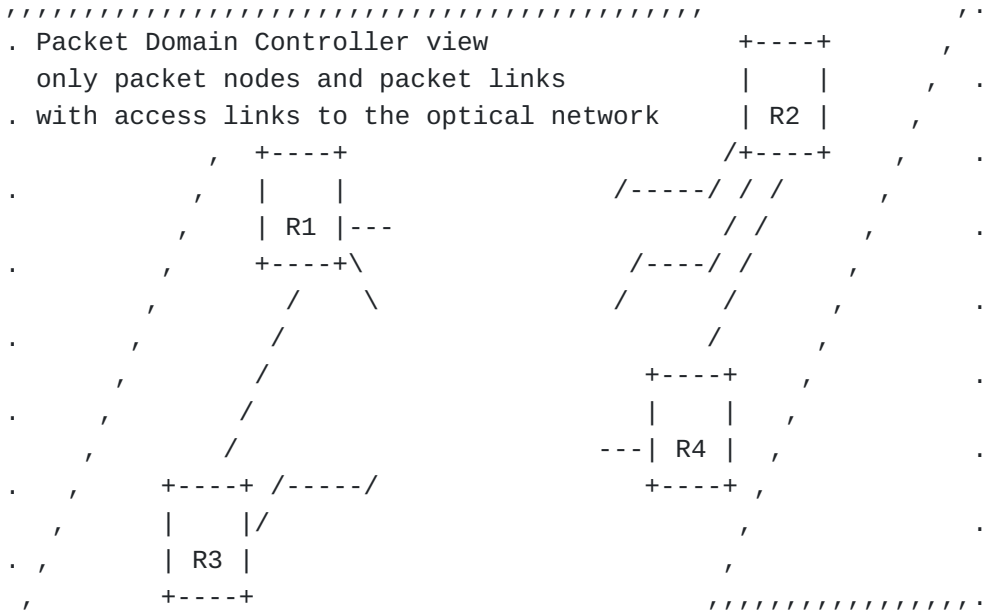 Packet Domain Controller view
only packet nodes and packet links
with access links to the optical network
R2
R1
R4
R3